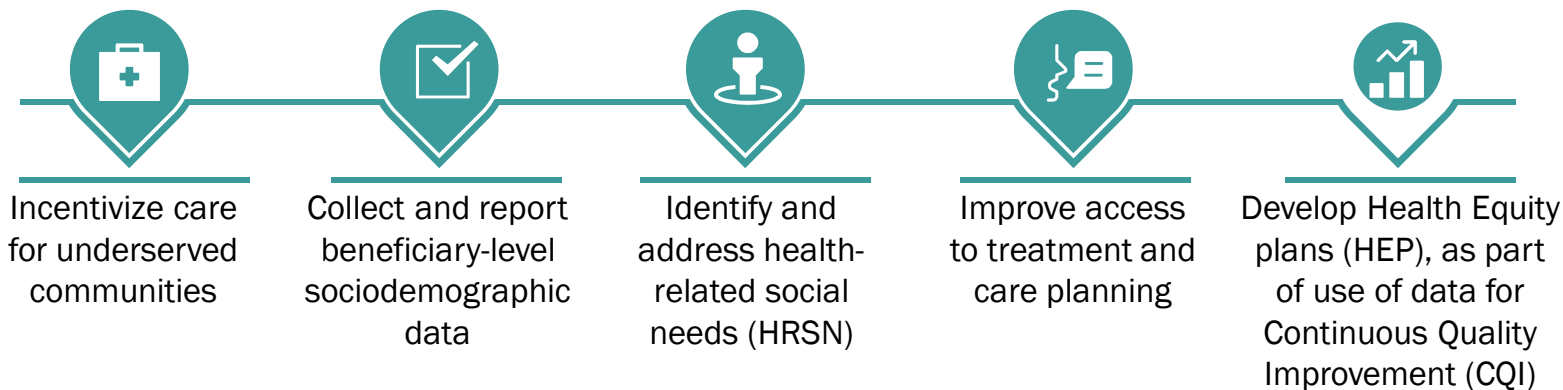 Incentivize care
for underserved
communities
Collect and report
beneficiary-level
sociodemographic
data
Identify and
address health-
related social
needs (HRSN)
Improve access
to treatment and
care planning
Develop Health Equity
plans (HEP), as part
of use of data for
Continuous Quality
Improvement (CQI)